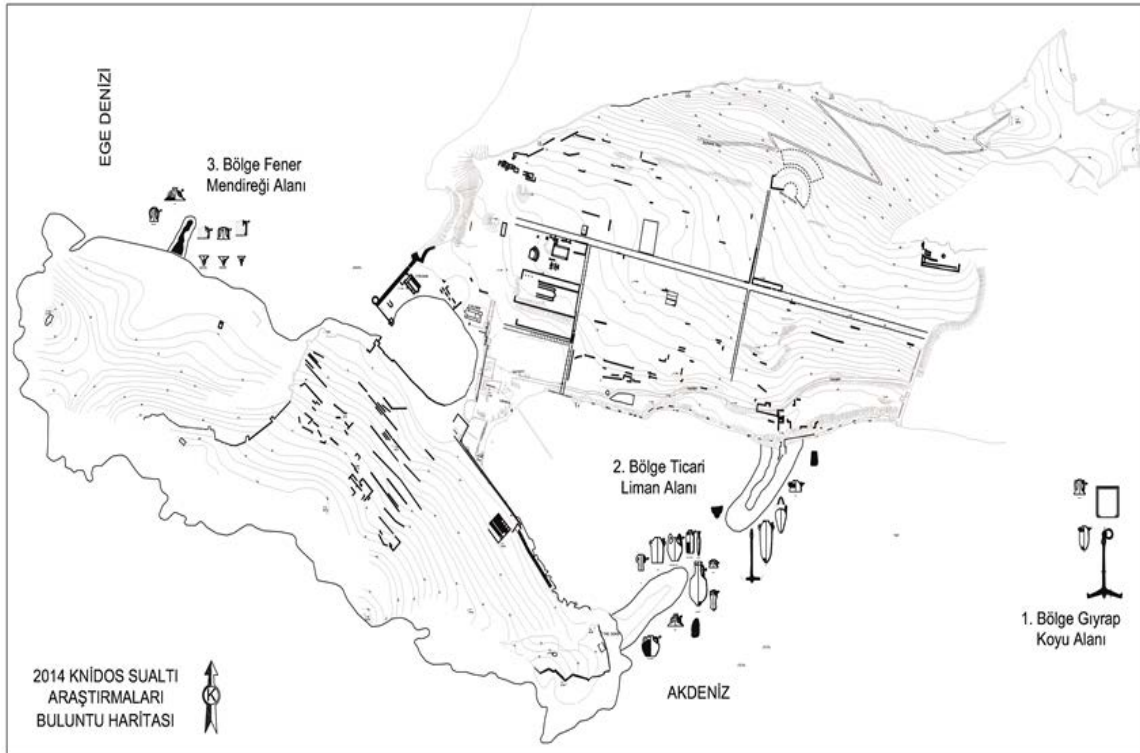 EGE DENİZİ
3. Bölge Fener
Mendireği Alanı
2. Bölge Ticari
Liman Alanı
1. Bölge Gıyrap
Koyu Alanı
AKDENİZ
2014 KNİDOS SUALTI
ARAŞTIRMALARI
BULUNTU HARİTASI
K